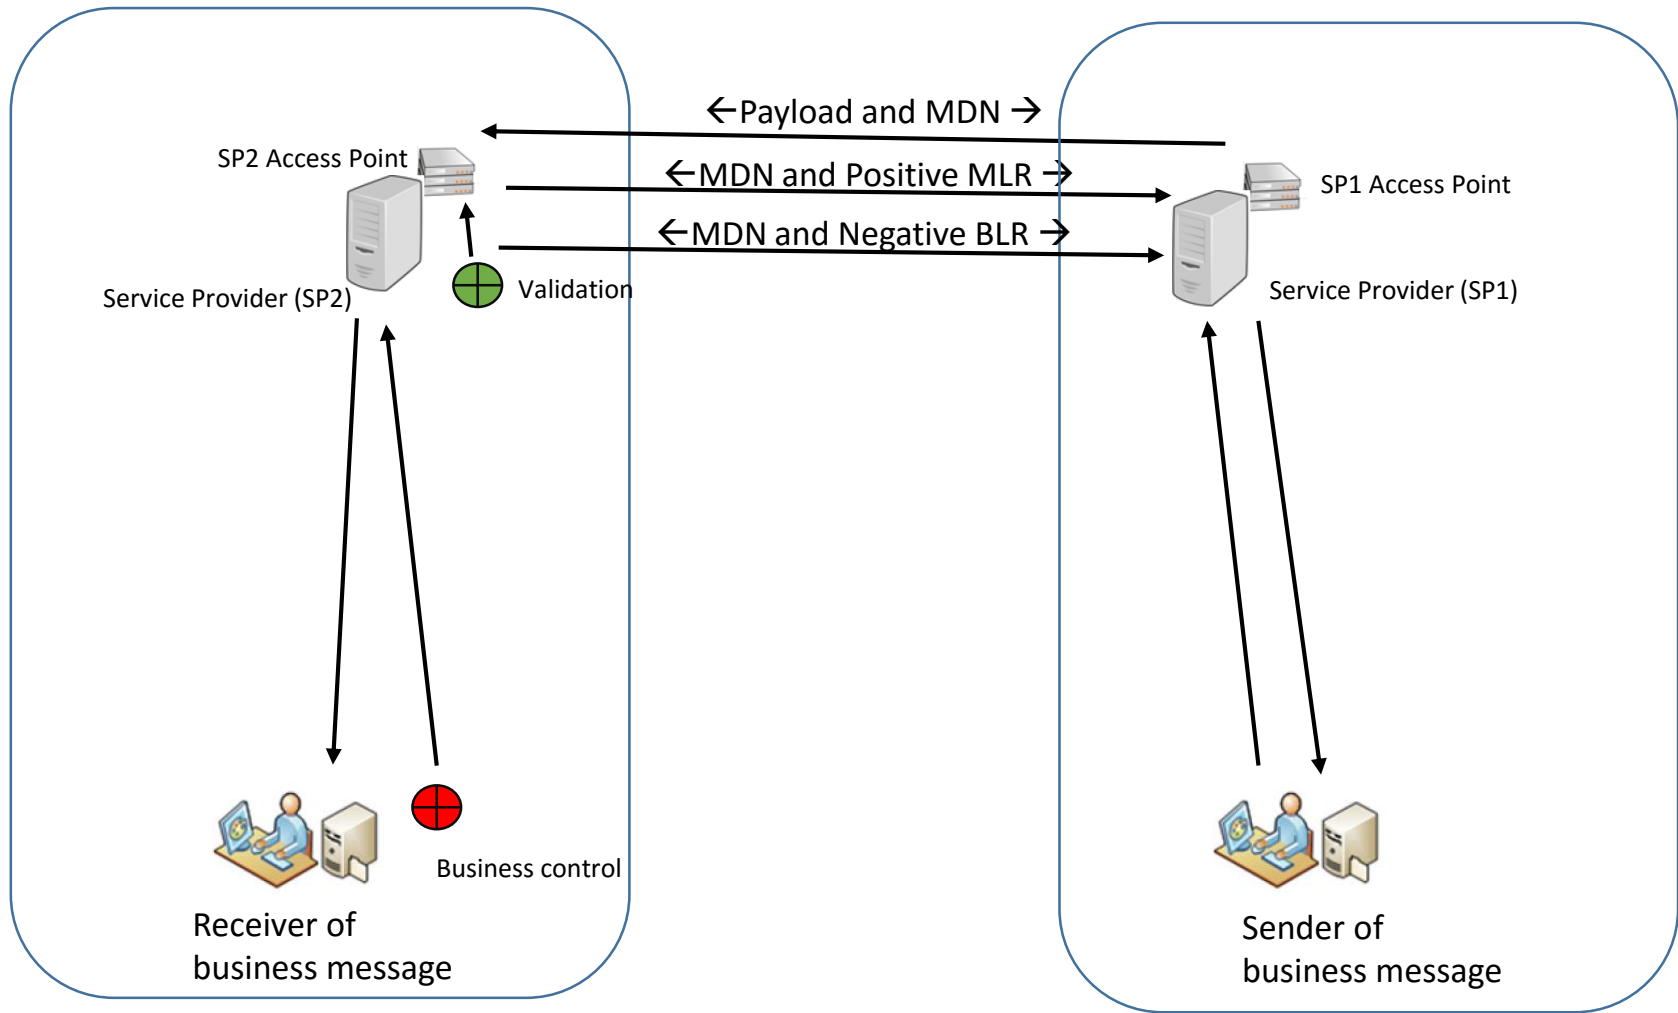 ←Payload and MDN →
SP2 Access Point
←MDN and Positive MLR→
SP1 Access Point
←MDN and Negative BLR →
Service Provider (SP2)
Validation
Service Provider (SP1)
Business control
Receiver of
business message
Sender of
business message